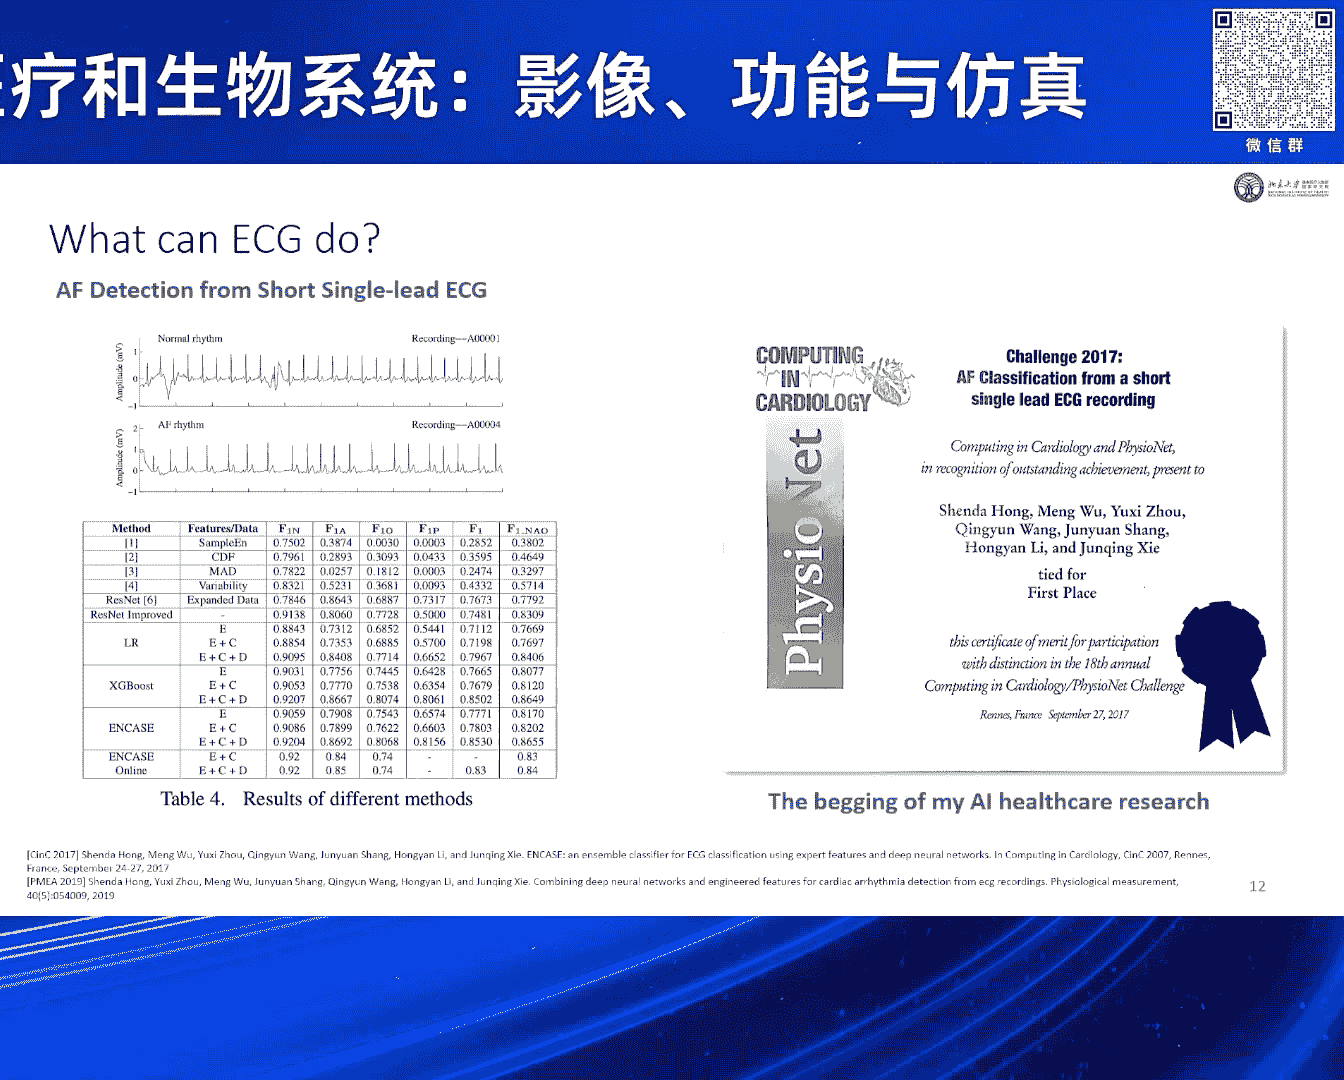 疗和生物系统：影像、功能与仿真
微信群
北京大学
What can ECG do?
AF Detection from Short Single-lead ECG
Normal rhythm Recording—A00001
Amplitude (mV)
1
0
−1
AF rhythm Recording—A00004
Amplitude (mV)
2
1
0
−1
Method Features/Data F1N F1A F1O F1P F1 F1_NAO
[1] SampleEn 0.7502 0.3874 0.0030 0.0003 0.2852 0.3802
[2] CDF 0.7961 0.2893 0.3093 0.0433 0.3595 0.4649
[3] MAD 0.7822 0.0257 0.1812 0.0003 0.2474 0.3297
[4] Variability 0.8321 0.5231 0.3681 0.0093 0.4332 0.5714
ResNet [6] Expanded Data 0.7846 0.8643 0.6887 0.7317 0.7673 0.7792
ResNet Improved - 0.9138 0.8060 0.7728 0.5000 0.7481 0.8309
E 0.8843 0.7312 0.6852 0.5441 0.7112 0.7669
LR E + C 0.8854 0.7353 0.6885 0.5700 0.7198 0.7697
E + C + D 0.9095 0.8408 0.7714 0.6652 0.7967 0.8406
E 0.9031 0.7756 0.7445 0.6428 0.7665 0.8077
XGBoost E + C 0.9053 0.7770 0.7538 0.6354 0.7679 0.8120
E + C + D 0.9207 0.8667 0.8074 0.8061 0.8502 0.8649
E 0.9059 0.7908 0.7543 0.6574 0.7771 0.8170
ENCASE E + C 0.9086 0.7899 0.7622 0.6603 0.7803 0.8202
E + C + D 0.9204 0.8692 0.8068 0.8156 0.8530 0.8655
ENCASE E + C 0.92 0.84 0.74 - - 0.83
Online E + C + D 0.92 0.85 0.74 - 0.83 0.84
Table 4. Results of different methods
COMPUTING
IN
CARDIOLOGY
PhysioNet
Challenge 2017:
AF Classification from a short
single lead ECG recording
Computing in Cardiology and PhysioNet,
in recognition of outstanding achievement, present to
Shenda Hong, Meng Wu, Yuxi Zhou,
Qingyun Wang, Junyuan Shang,
Hongyan Li, and Junqing Xie
tied for
First Place
this certificate of merit for participation
with distinction in the 18th annual
Computing in Cardiology/PhysioNet Challenge
Rennes, France September 27, 2017
The begging of my AI healthcare research
[CinC 2017] Shenda Hong, Meng Wu, Yuxi Zhou, Qingyun Wang, Junyuan Shang, Hongyan Li, and Junqing Xie. ENCASE: an ensemble classifier for ECG classification using expert features and deep neural networks. In Computing in Cardiology, CinC 2007, Rennes,
France, September 24-27, 2017
[PMEA 2019] Shenda Hong, Yuxi Zhou, Meng Wu, Junyuan Shang, Qingyun Wang, Hongyan Li, and Junqing Xie. Combining deep neural networks and engineered features for cardiac arrhythmia detection from ecg recordings. Physiological measurement,
40(5):054009, 2019
12